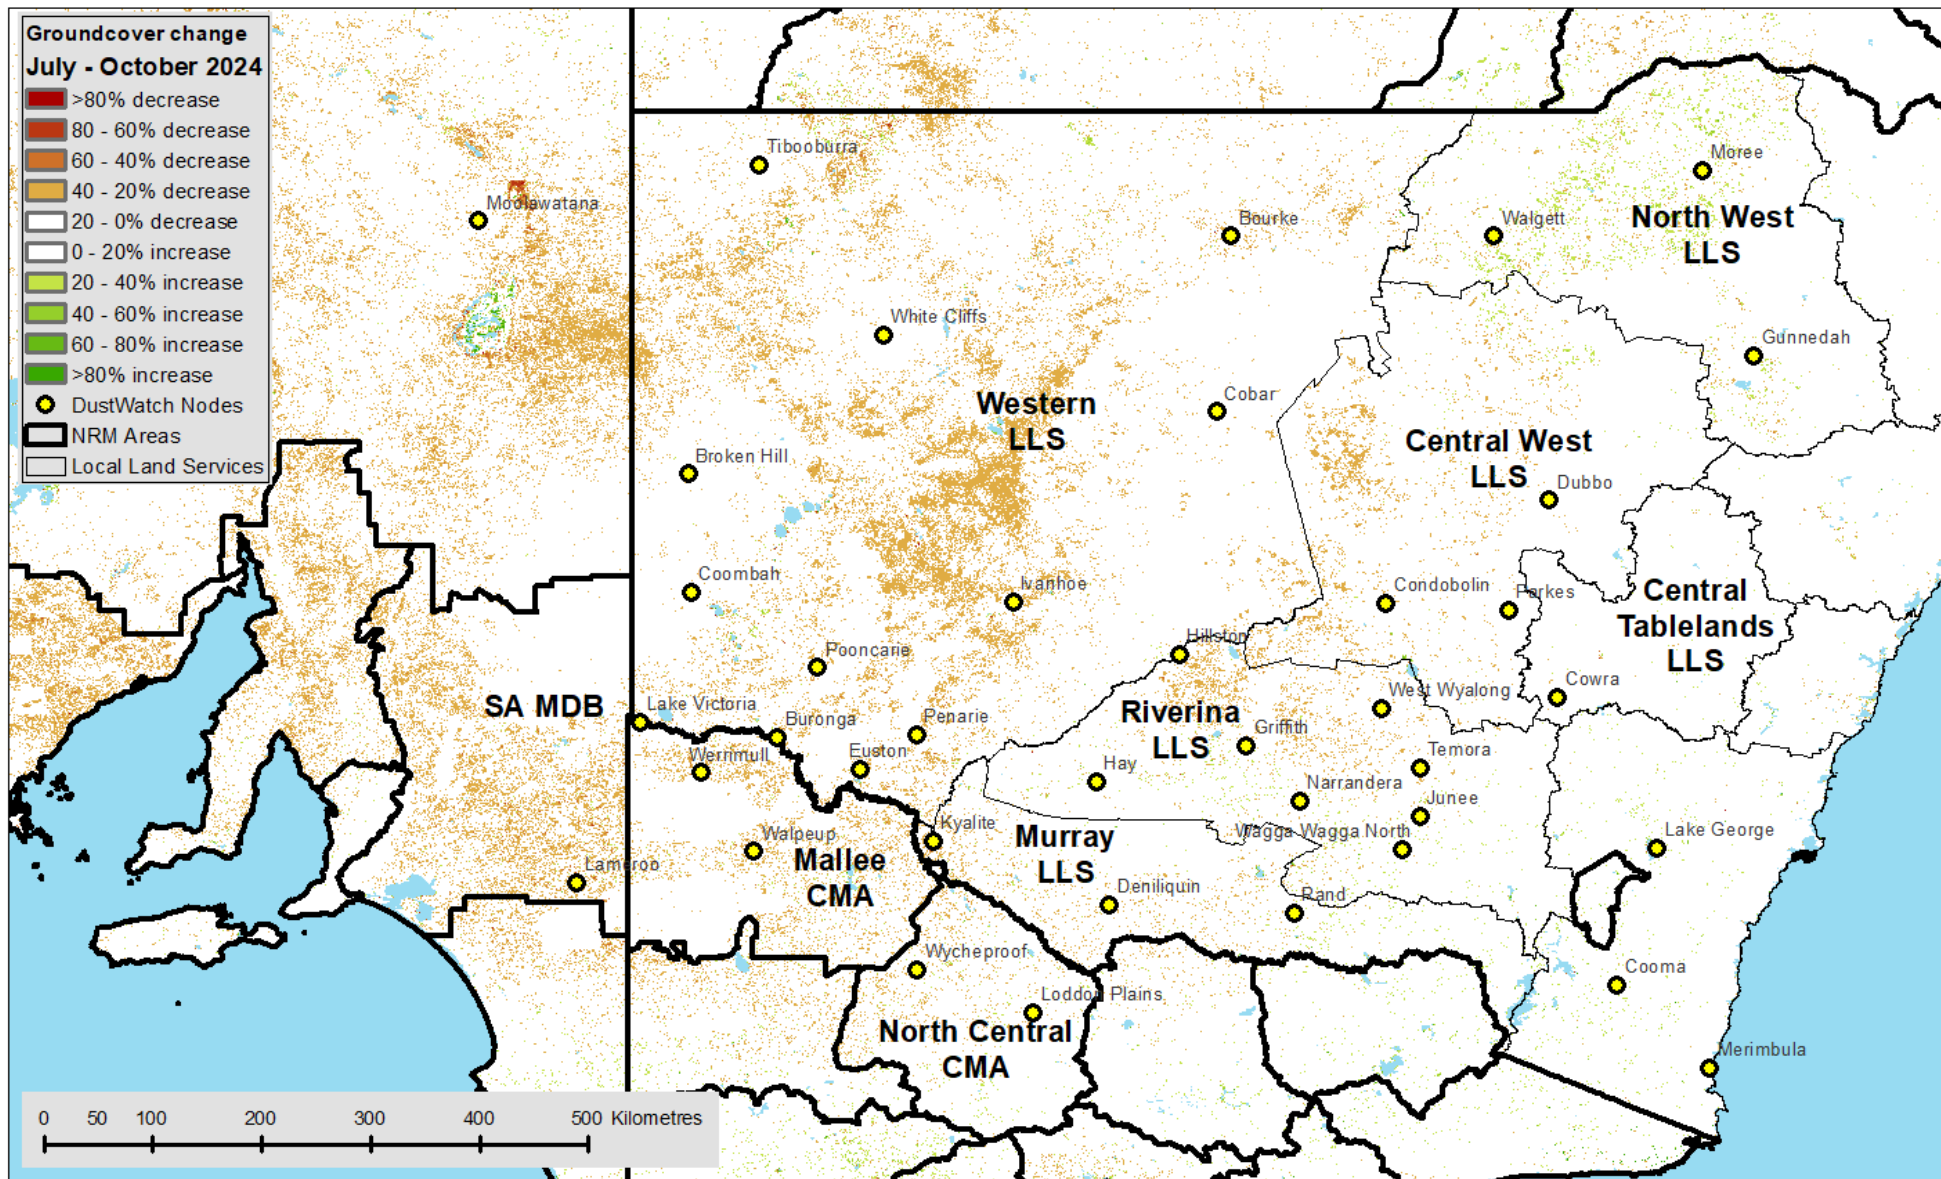 Groundcover change
July - October 2024
>80% decrease
80 - 60% decrease
60 - 40% decrease
40 - 20% decrease
20 - 0% decrease
0 - 20% increase
20 - 40% increase
40 - 60% increase
60 - 80% increase
>80% increase
DustWatch Nodes
NRM Areas
Local Land Services
Tibooburra
Moolawatana
Bourke
Moree
Walgett
North West
LLS
White Cliffs
Gunnedah
Western
LLS
Cobar
Central West
LLS
Broken Hill
Dubbo
Coombah
Ivanhoe
Condobolin
Parkes
Central
Tablelands
LLS
Pooncarie
Hillston
SA MDB
Lake Victoria
Buronga
Penarie
Riverina
LLS
West Wyalong
Cowra
Werrimull
Euston
Hay
Griffith
Temora
Narrandera
Junee
Walpeup
Mallee
CMA
Kyalite
Murray
LLS
Wagga Wagga North
Lake George
Lameroo
Deniliquin
Rand
Wycheproof
Cooma
Loddon Plains
North Central
CMA
Merimbula
0 50 100 200 300 400 500 Kilometres